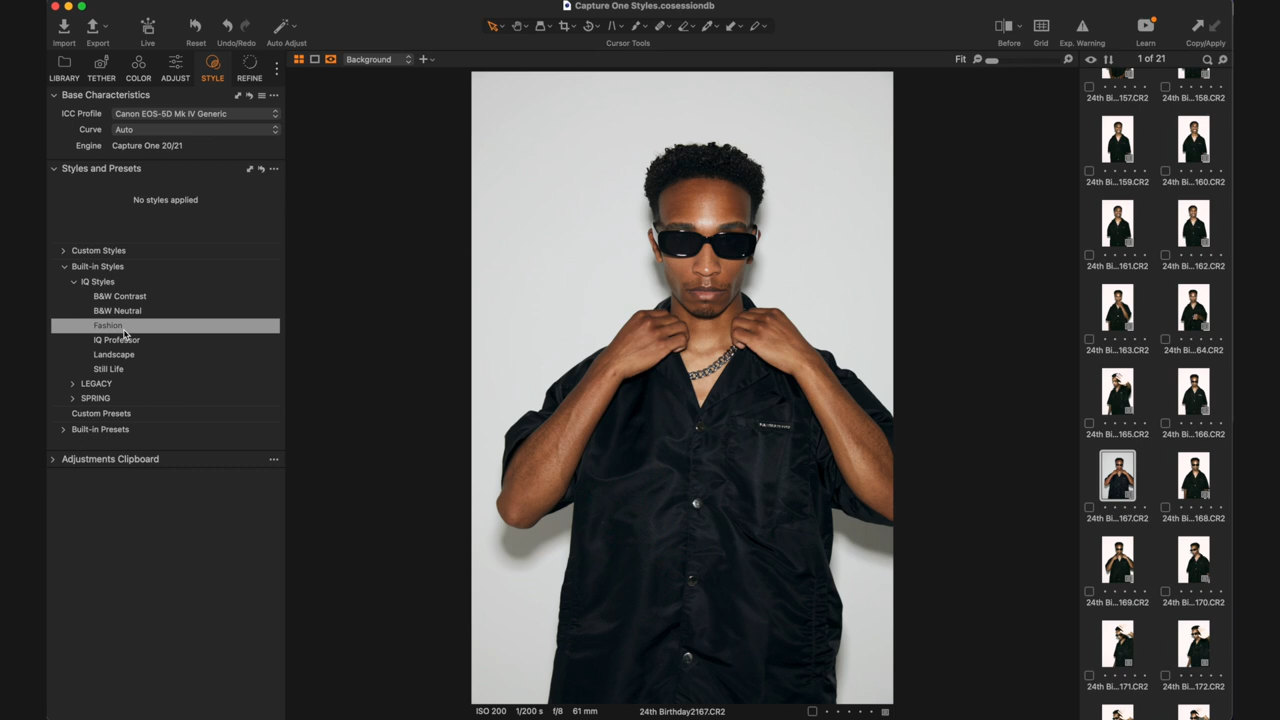 Capture One Styles.cosessiondb
Import Export Live Reset Undo/Redo Auto Adjust Cursor Tools Before Grid Exp. Warning Learn Copy/Apply
LIBRARY TETHER COLOR ADJUST STYLE REFINE
Background
Fit
1 of 21
Base Characteristics
ICC Profile Canon EOS-5D Mk IV Generic
Curve Auto
Engine Capture One 20/21
Styles and Presets
No styles applied
Custom Styles
Built-in Styles
IQ Styles
B&W Contrast
B&W Neutral
Fashion
IQ Professor
Landscape
Still Life
LEGACY
SPRING
Custom Presets
Built-in Presets
Adjustments Clipboard
ISO 200 1/200 s f/8 61 mm 24th Birthday2167.CR2
24th Bi...157.CR2 24th Bi...158.CR2
24th Bi...159.CR2 24th Bi...160.CR2
24th Bi...161.CR2 24th Bi...162.CR2
24th Bi...163.CR2 24th Bi...64.CR2
24th Bi...165.CR2 24th Bi...166.CR2
24th Bi...167.CR2 24th Bi...168.CR2
24th Bi...169.CR2 24th Bi...170.CR2
24th Bi...171.CR2 24th Bi...172.CR2